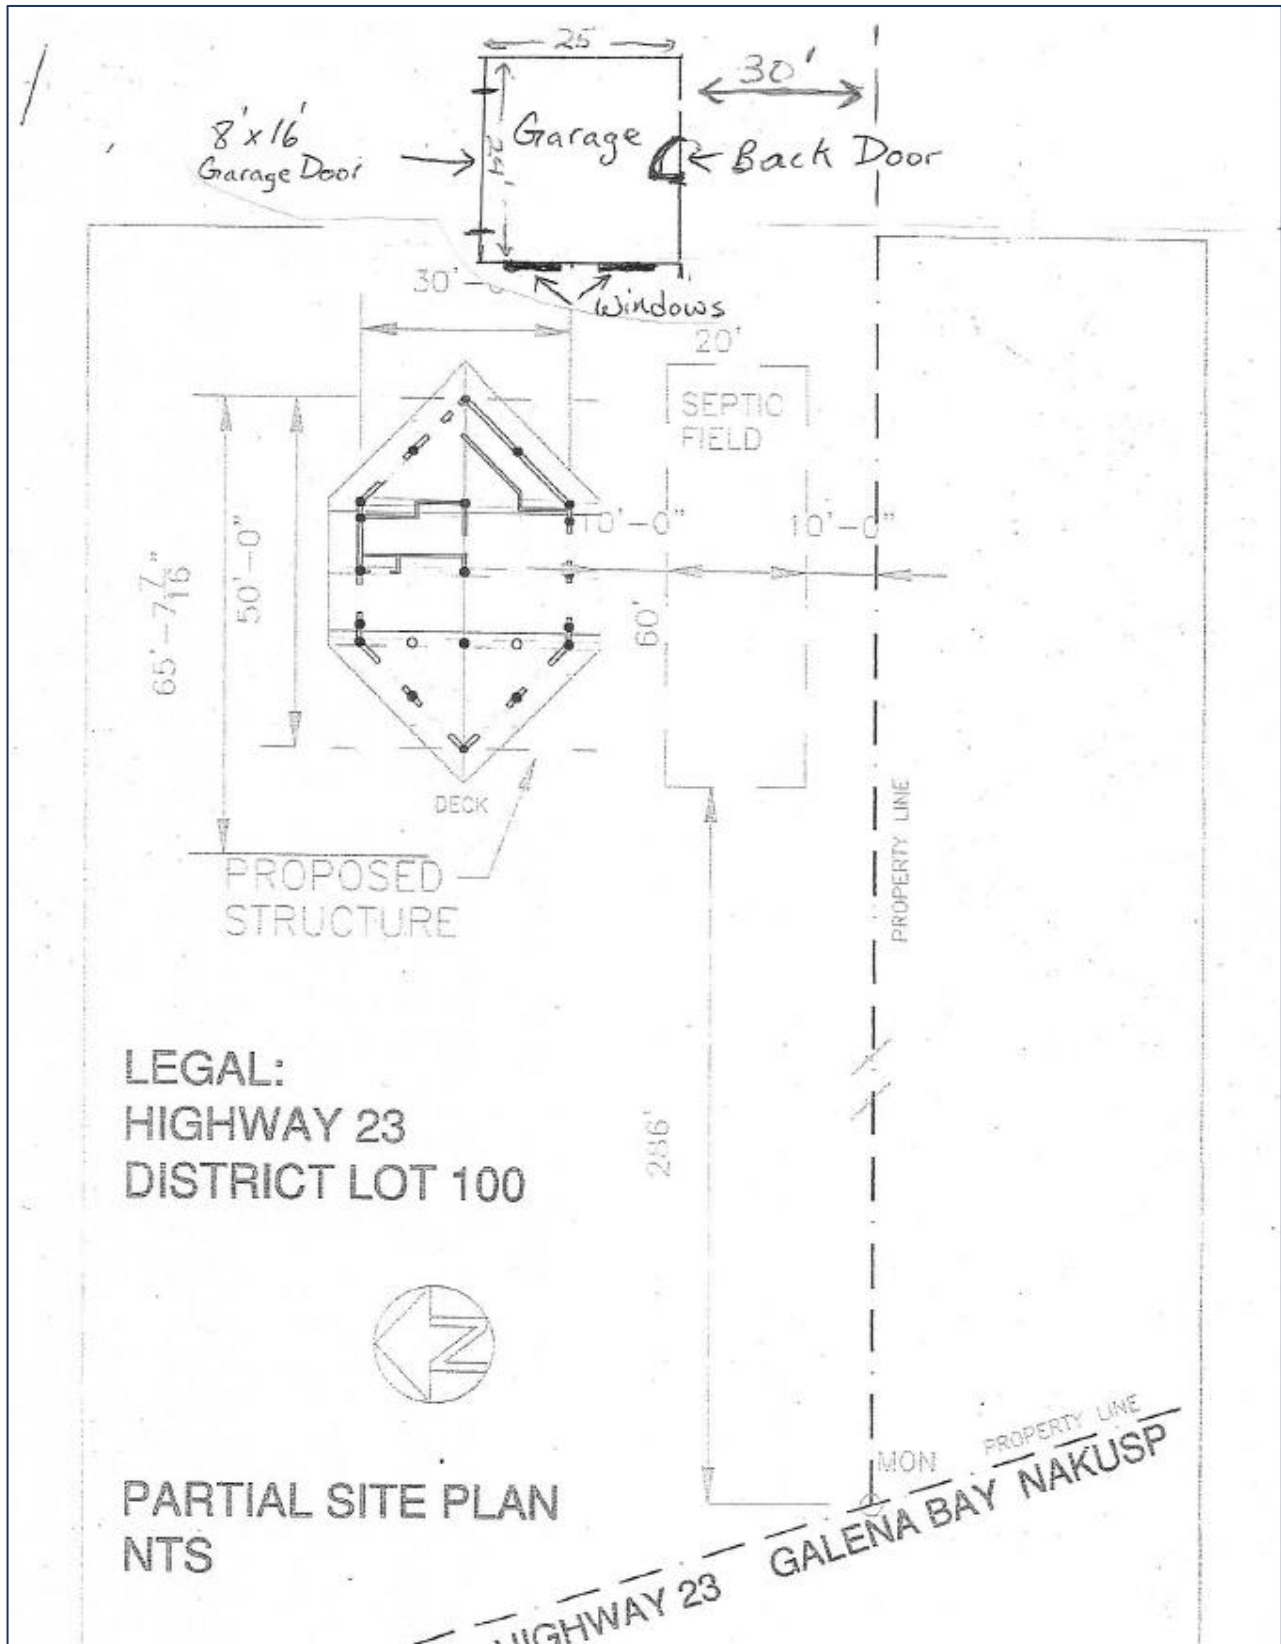 25
30'
8'x16'
Garage Door
24'
Garage
Back Door
30'-0
Windows
20'
SEPTIC
FIELD
10'-0"
10'-0"
65'-7 7/16"
50'-0"
60'
DECK
PROPOSED
STRUCTURE
PROPERTY LINE
LEGAL:
HIGHWAY 23
DISTRICT LOT 100
286'
N
PROPERTY LINE
MON
PARTIAL SITE PLAN
NTS
HIGHWAY 23 GALENA BAY NAKUSP